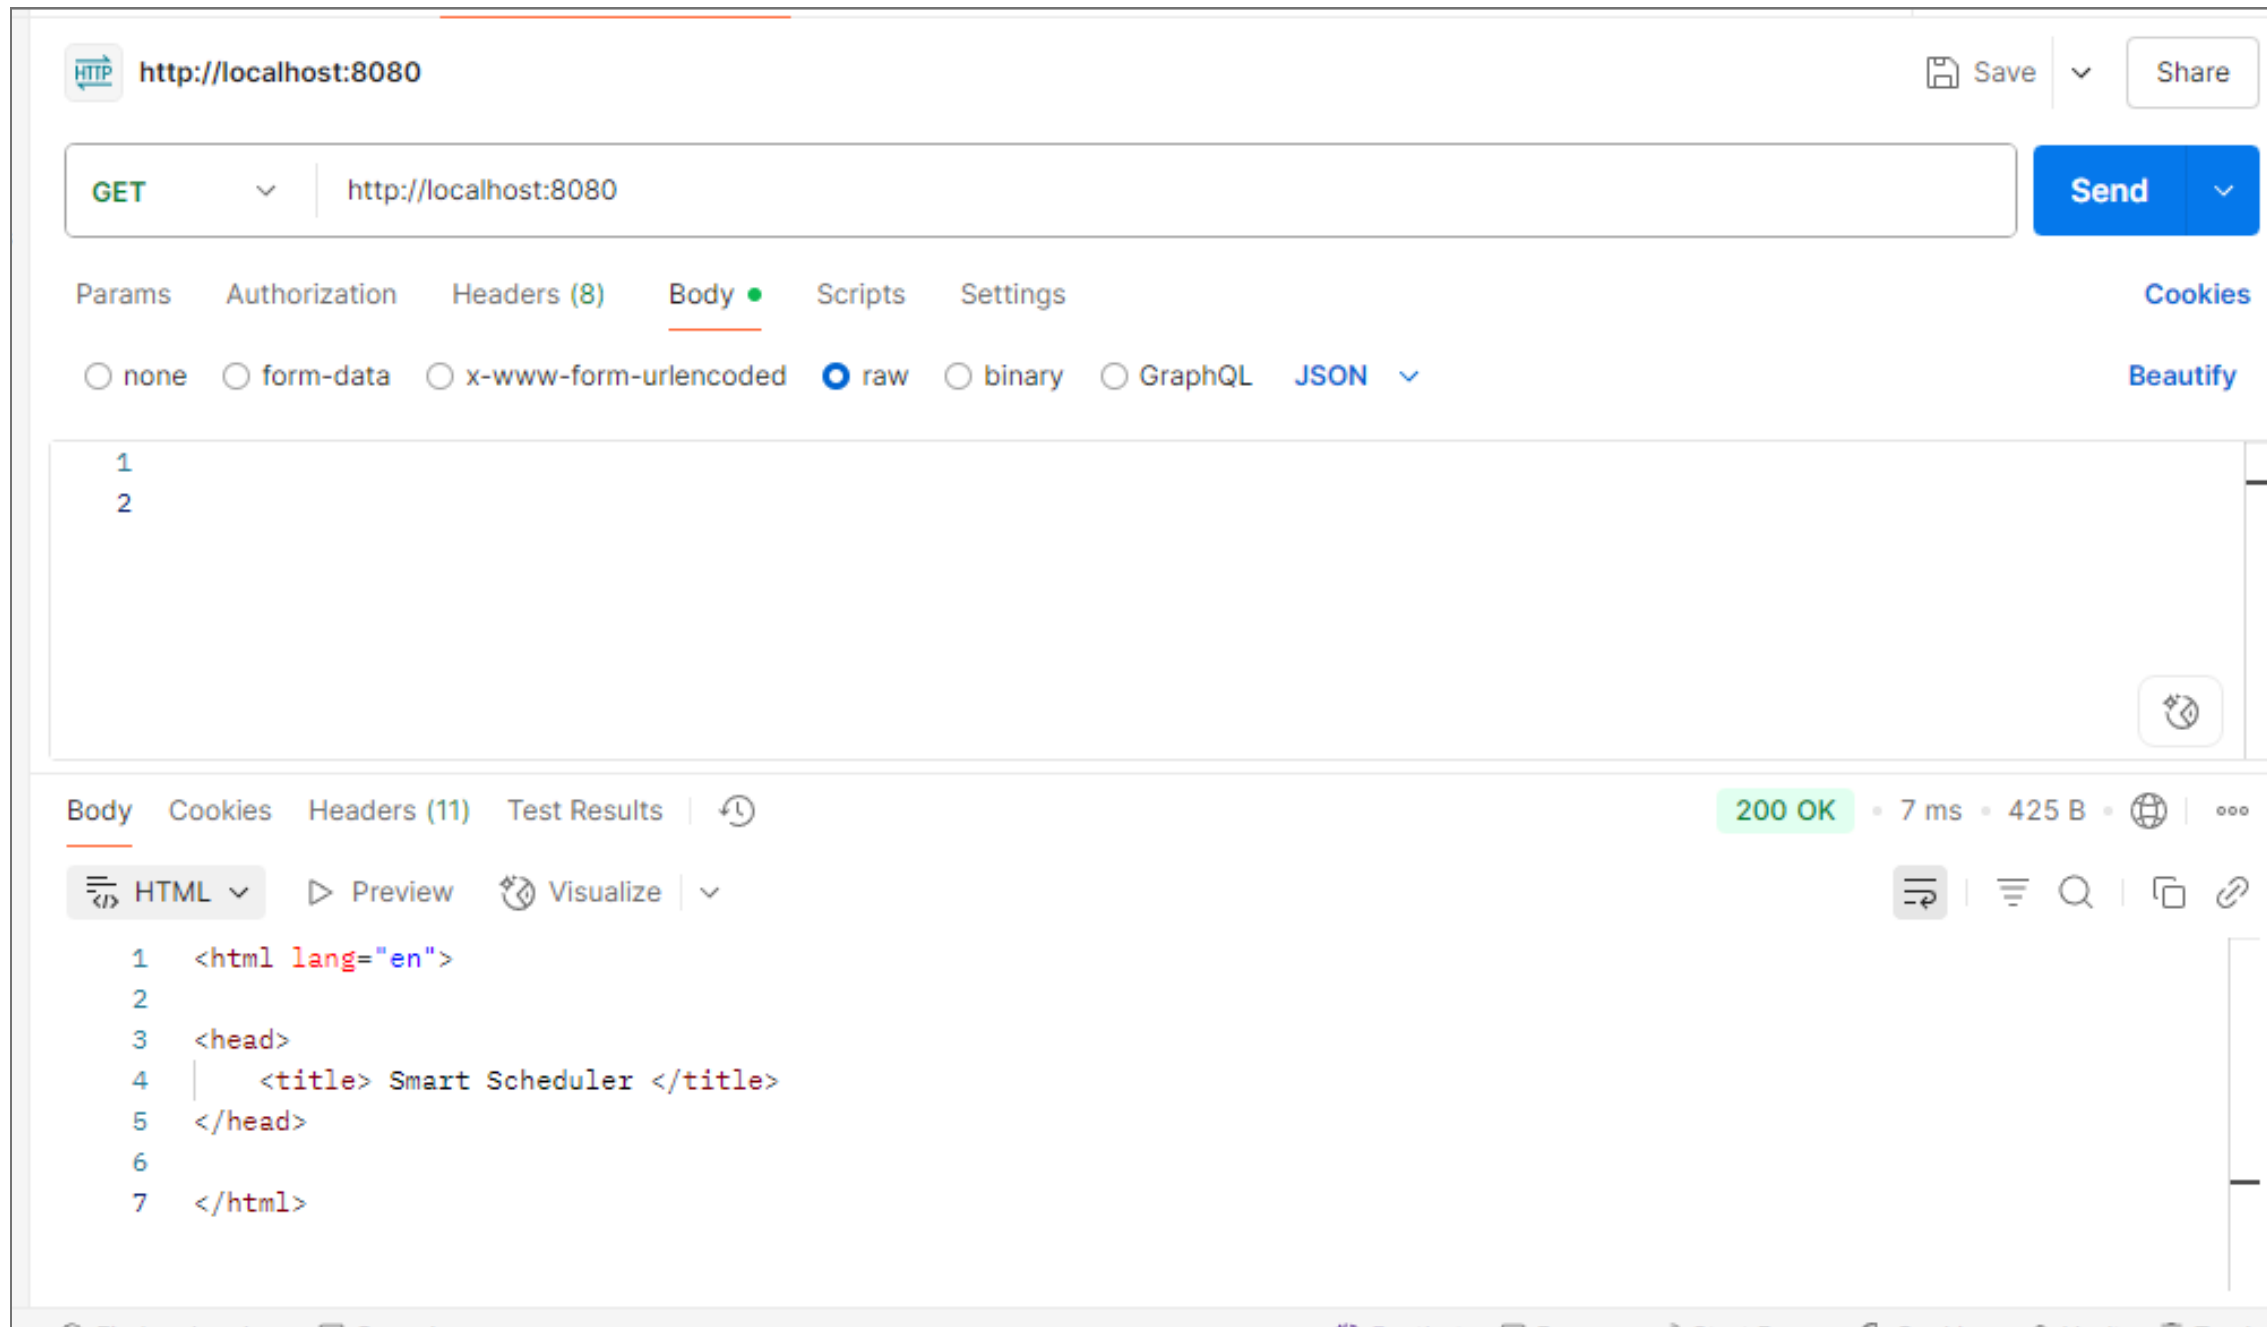 HTTP http://localhost:8080 Save Share
GET http://localhost:8080 Send
Params Authorization Headers (8) Body Scripts Settings Cookies
none form-data x-www-form-urlencoded raw binary GraphQL JSON Beautify
1
2
Body Cookies Headers (11) Test Results 200 OK • 7 ms • 425 B •
HTML Preview Visualize
1 <html lang="en">
2
3 <head>
4 <title> Smart Scheduler </title>
5 </head>
6
7 </html>